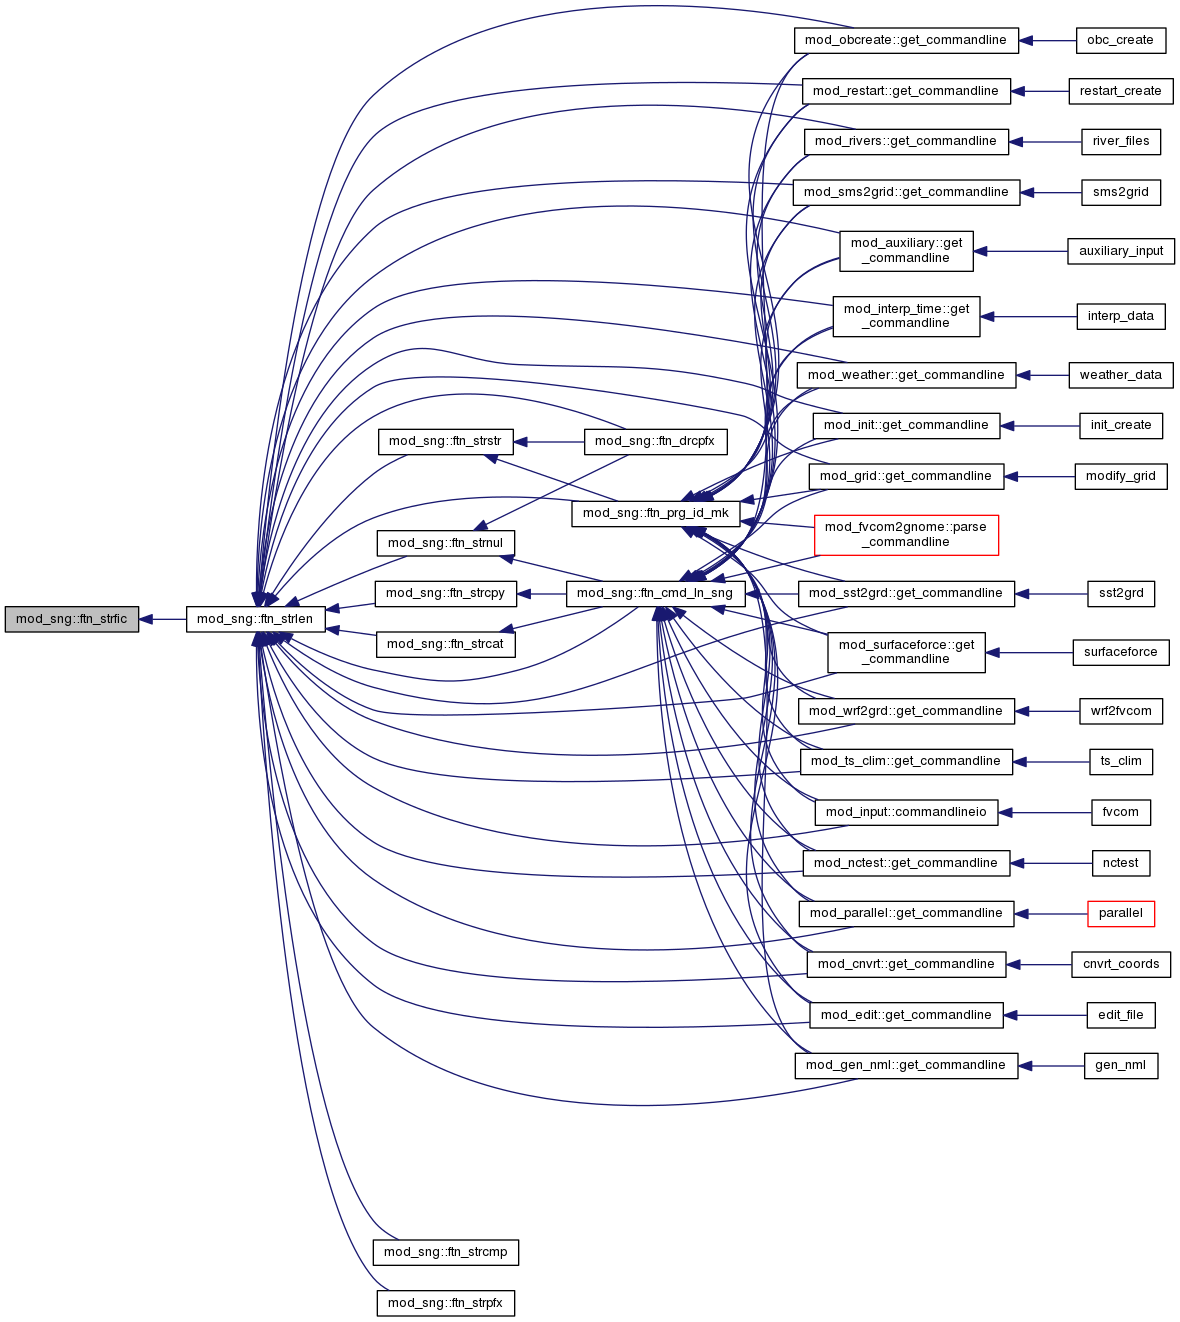 mod_obcreate::get_commandline
obc_create
mod_restart::get_commandline
restart_create
mod_rivers::get_commandline
river_files
mod_sms2grid::get_commandline
sms2grid
mod_auxiliary::get
_commandline
auxiliary_input
mod_interp_time::get
_commandline
interp_data
mod_weather::get_commandline
weather_data
mod_init::get_commandline
init_create
mod_sng::ftn_strstr
mod_sng::ftn_drcpfx
mod_grid::get_commandline
modify_grid
mod_sng::ftn_prg_id_mk
mod_fvcom2gnome::parse
_commandline
mod_sng::ftn_strnul
mod_sng::ftn_strcpy
mod_sng::ftn_cmd_ln_sng
mod_sst2grd::get_commandline
sst2grd
mod_sng::ftn_strfic
mod_sng::ftn_strlen
mod_sng::ftn_strcat
mod_surfaceforce::get
_commandline
surfaceforce
mod_wrf2grd::get_commandline
wrf2fvcom
mod_ts_clim::get_commandline
ts_clim
mod_input::commandlineio
fvcom
mod_nctest::get_commandline
nctest
mod_parallel::get_commandline
parallel
mod_cnvrt::get_commandline
cnvrt_coords
mod_edit::get_commandline
edit_file
mod_gen_nml::get_commandline
gen_nml
mod_sng::ftn_strcmp
mod_sng::ftn_strpfx